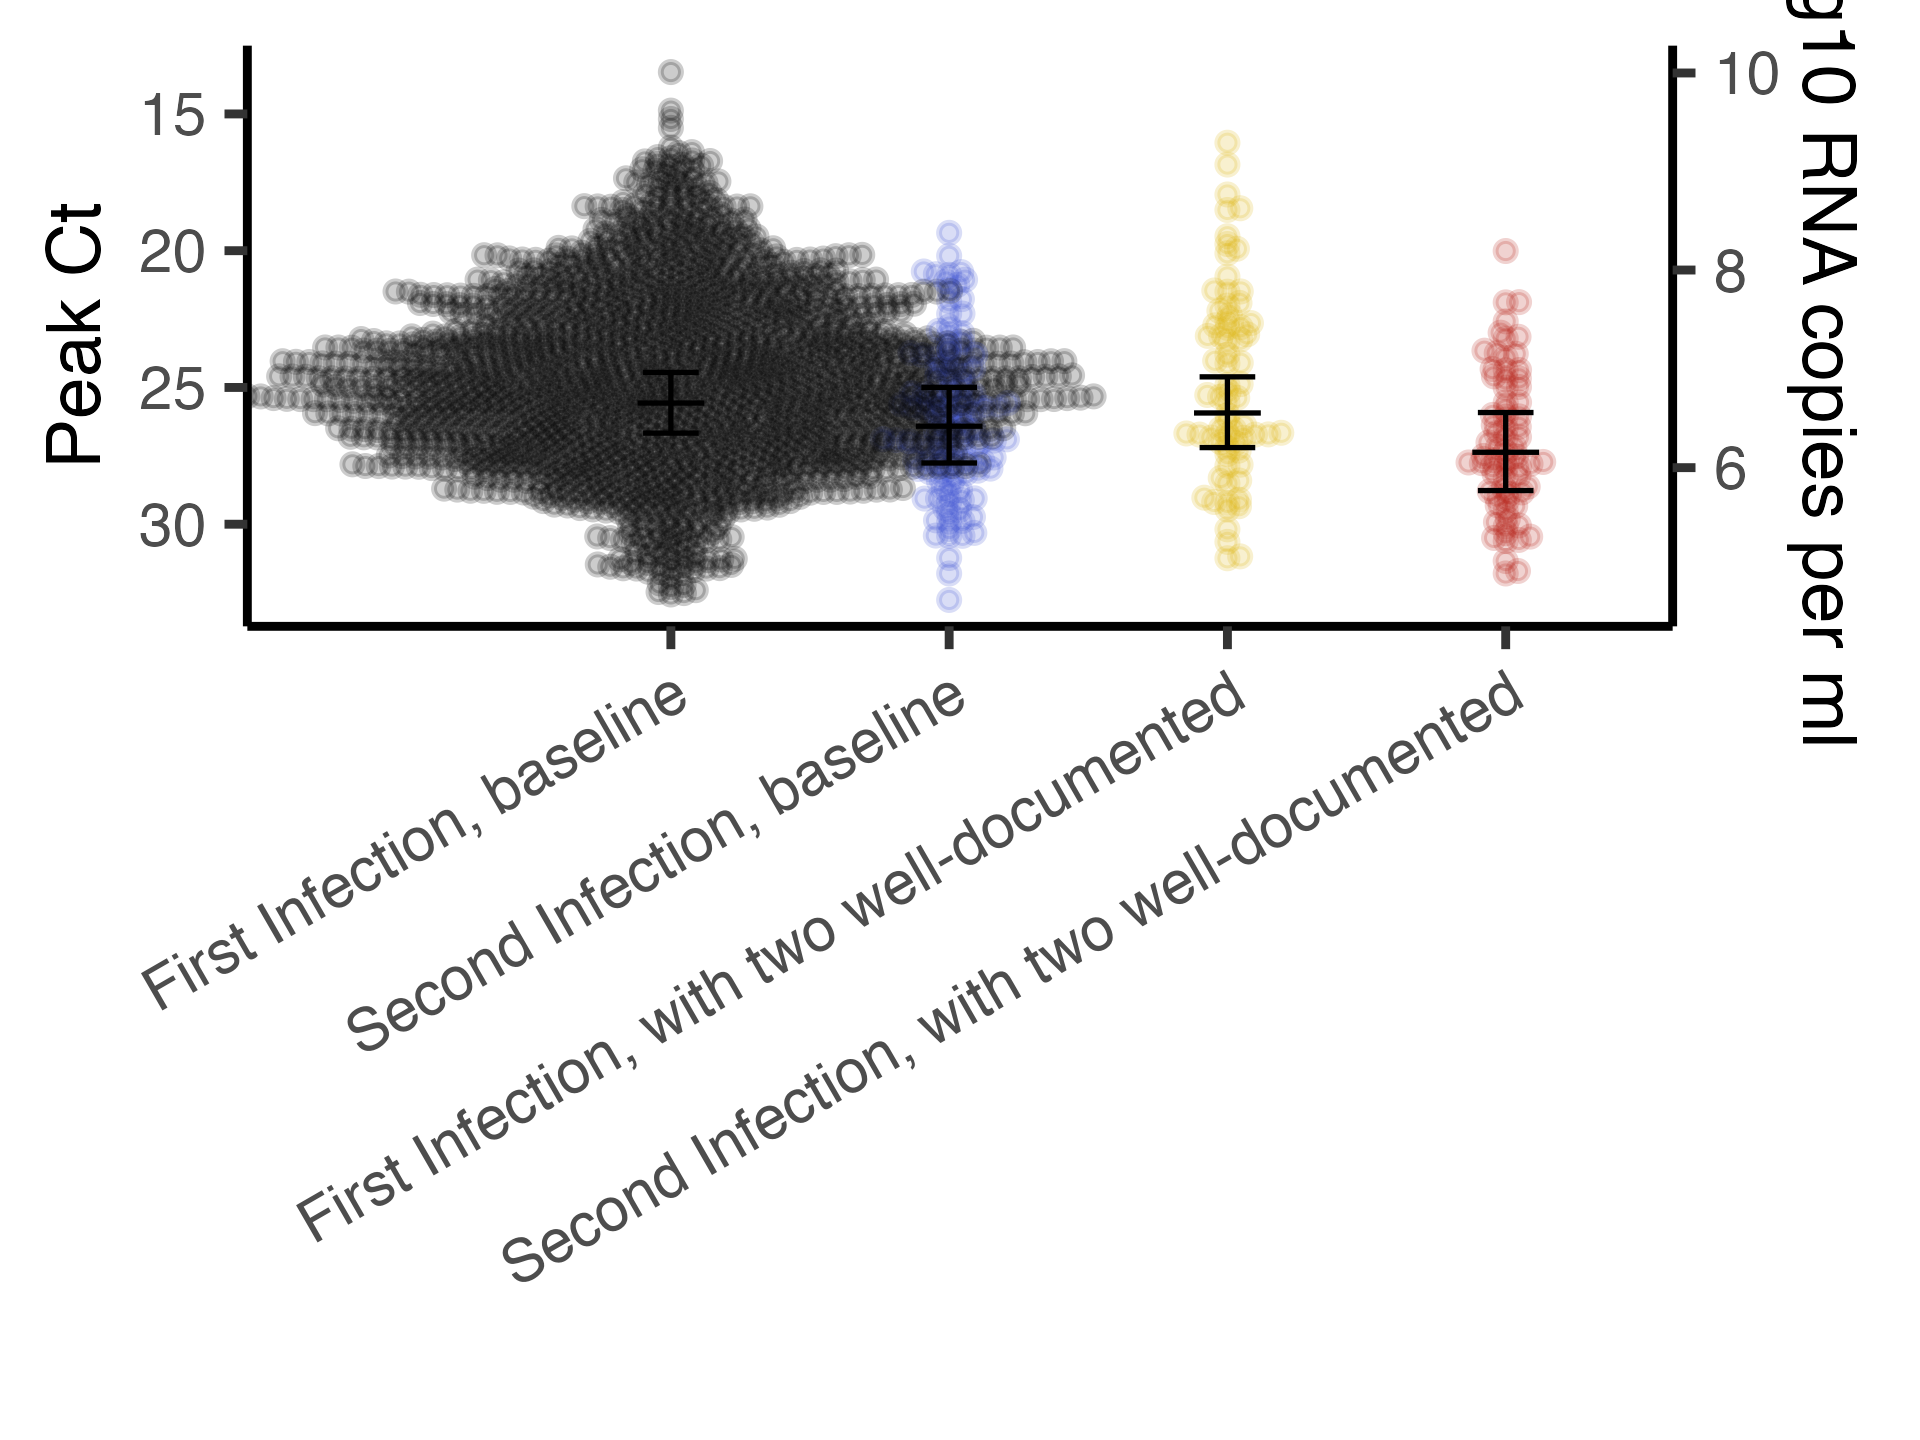 Peak Ct
15
20
25
30
10
8
6
g10 RNA copies per ml
First Infection, baseline
Second Infection, baseline
First Infection, with two well-documented
Second Infection, with two well-documented